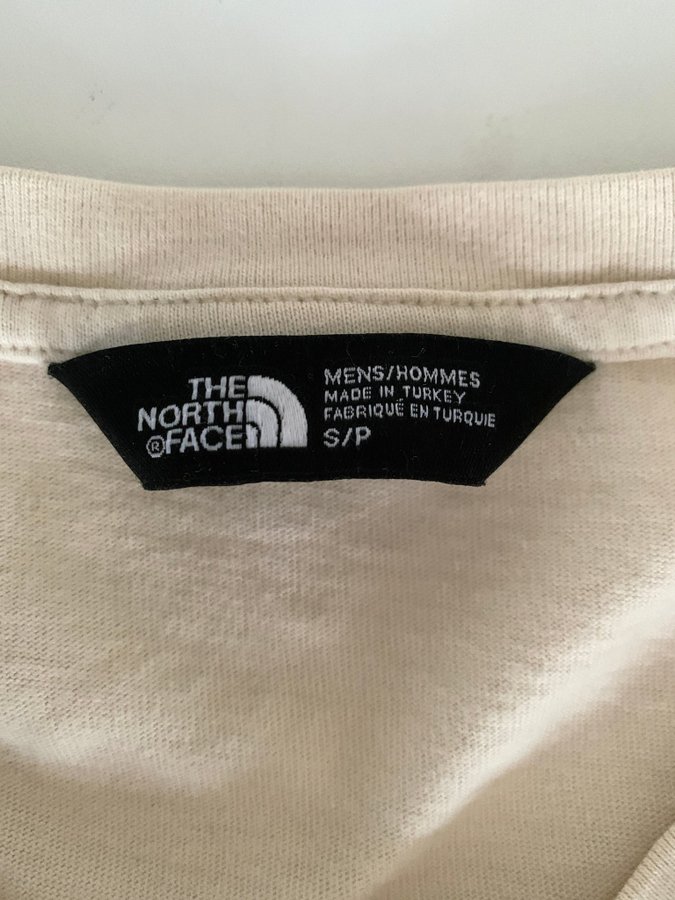 THE
NORTH
®FACE
MENS/HOMMES
MADE IN TURKEY
FABRIQUÉ EN TURQUIE
S/P